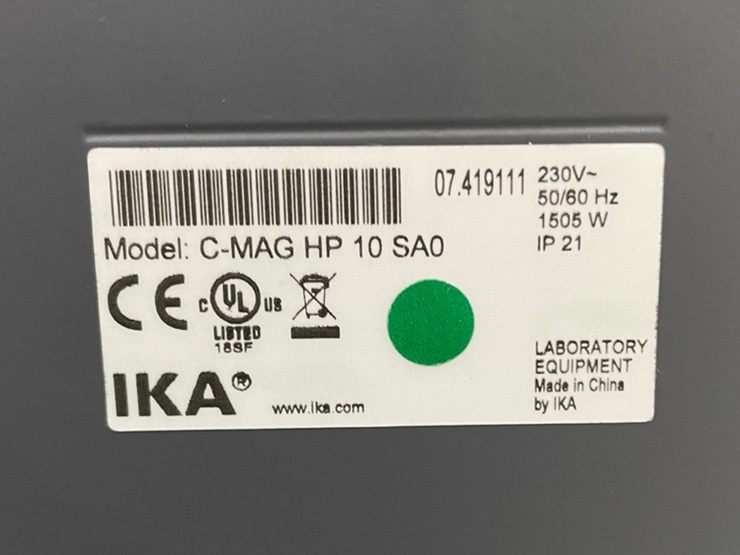 07.419111
230V~
50/60 Hz
1505 W
IP 21
Model: C-MAG HP 10 SA0
CE
C UL US
LISTED
18SF
IKA®
www.ika.com
LABORATORY
EQUIPMENT
Made in China
by IKA